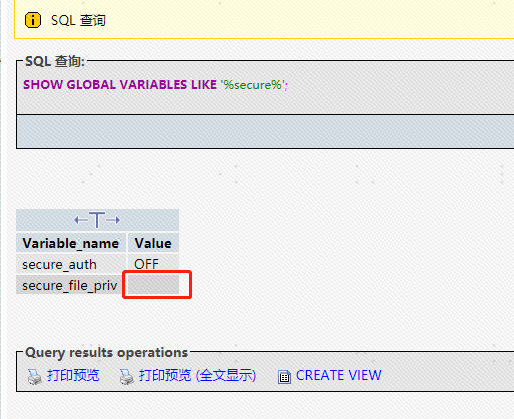 SQL 查询
SQL 查询:
SHOW GLOBAL VARIABLES LIKE '%secure%';
←T→
Variable_name Value
secure_auth OFF
secure_file_priv
Query results operations
打印预览 打印预览 (全文显示) CREATE VIEW